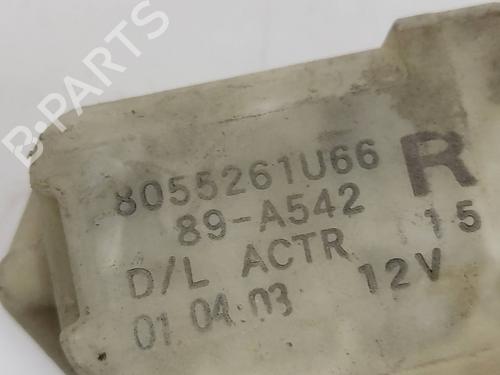 B-PARTS
8055261U66
R
89-A542
15
D/L ACTR
12V
01 04 03